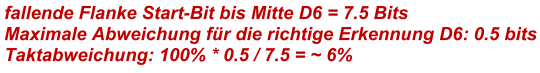 fallende Flanke Start-Bit bis Mitte D6 = 7.5 Bits
Maximale Abweichung für die richtige Erkennung D6: 0.5 bits
Taktabweichung: 100% * 0.5 / 7.5 = ~ 6%